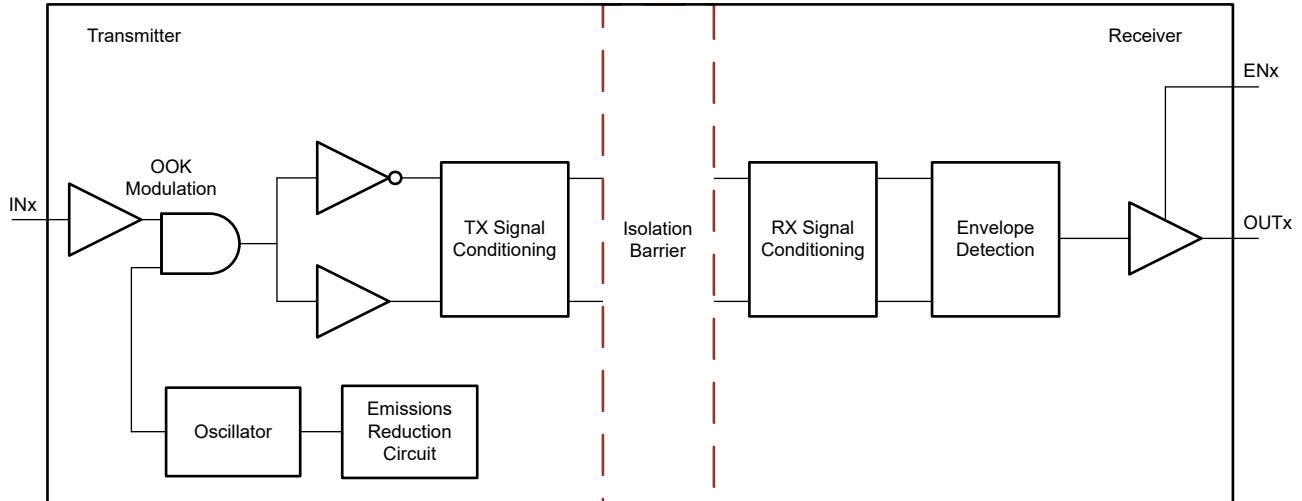 Transmitter
Receiver
ENx
OOK
Modulation
INx
TX Signal
Conditioning
Isolation
Barrier
RX Signal
Conditioning
Envelope
Detection
OUTx
Oscillator
Emissions
Reduction
Circuit